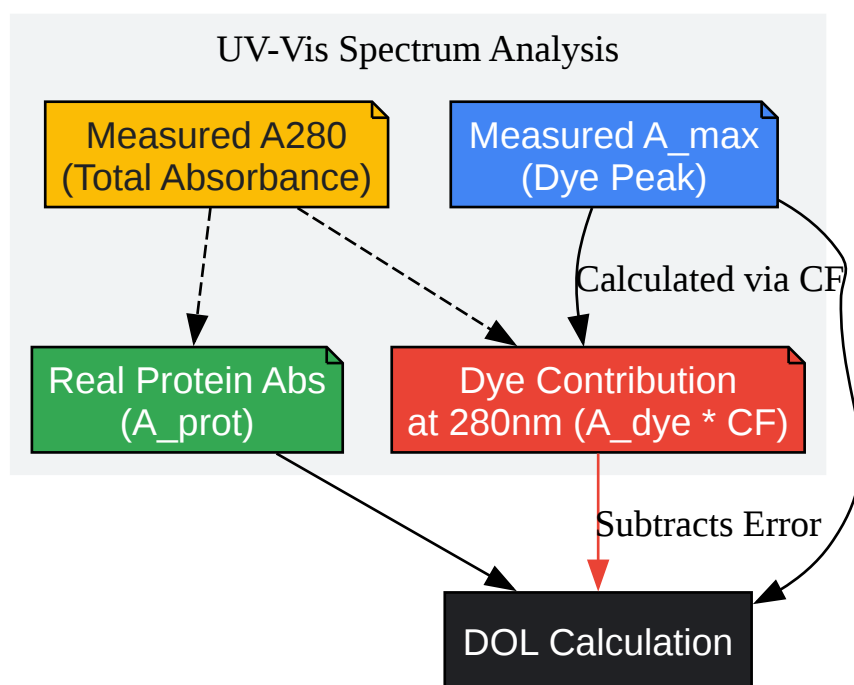 UV-Vis Spectrum Analysis
Measured A280
(Total Absorbance)
Measured A_max
(Dye Peak)
Calculated via CF
Real Protein Abs
(A_prot)
Dye Contribution
at 280nm (A_dye * CF)
Subtracts Error
DOL Calculation